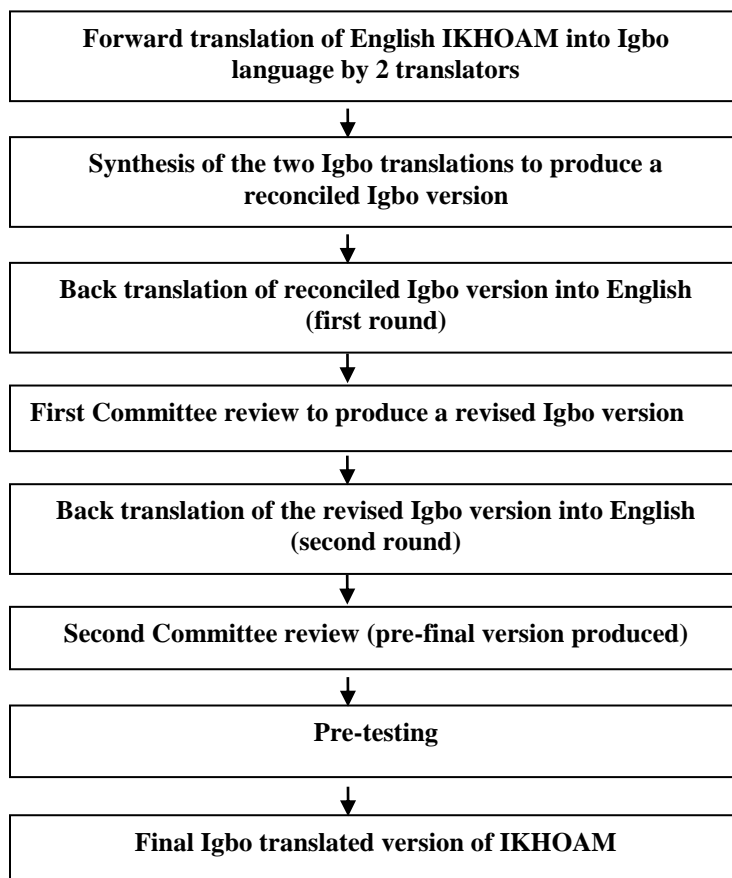 Forward translation of English IKHOAM into Igbo
language by 2 translators
Synthesis of the two Igbo translations to produce a
reconciled Igbo version
Back translation of reconciled Igbo version into English
(first round)
First Committee review to produce a revised Igbo version
Back translation of the revised Igbo version into English
(second round)
Second Committee review (pre-final version produced)
Pre-testing
Final Igbo translated version of IKHOAM